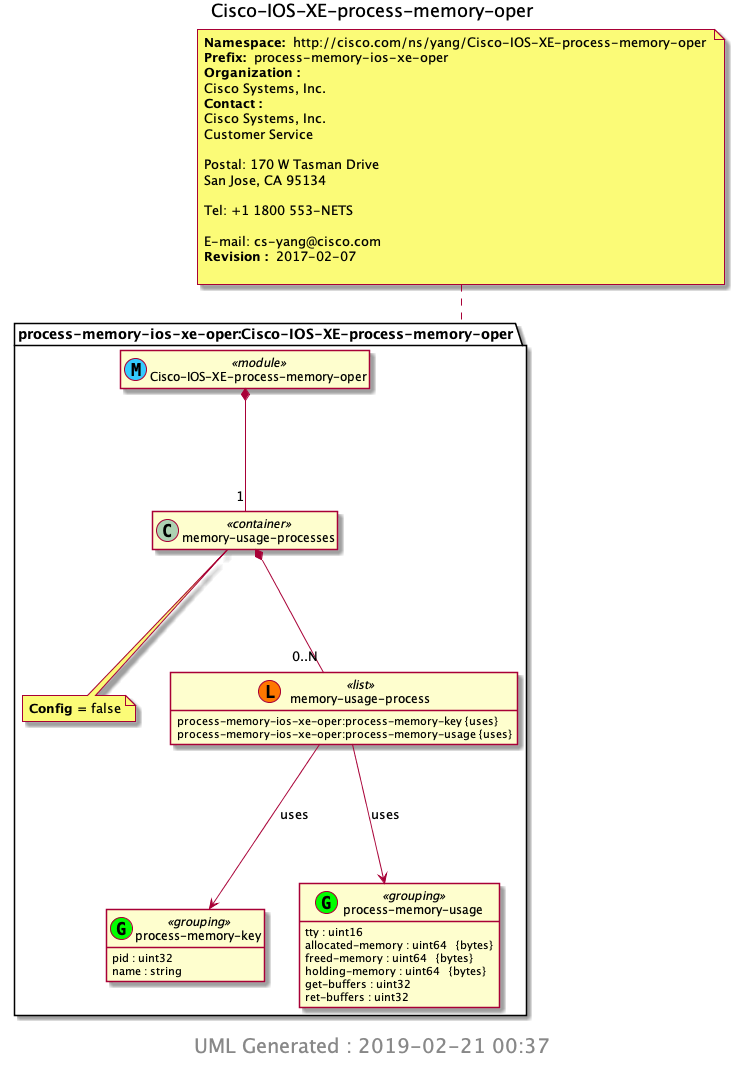 Cisco-IOS-XE-process-memory-oper
Namespace: http://cisco.com/ns/yang/Cisco-IOS-XE-process-memory-oper
Prefix: process-memory-ios-xe-oper
Organization :
Cisco Systems, Inc.
Contact :
Cisco Systems, Inc.
Customer Service
Postal: 170 W Tasman Drive
San Jose, CA 95134
Tel: +1 1800 553-NETS
E-mail: cs-yang@cisco.com
Revision : 2017-02-07
process-memory-ios-xe-oper:Cisco-IOS-XE-process-memory-oper
M
«module»
Cisco-IOS-XE-process-memory-oper
1
C
«container»
memory-usage-processes
0..N
Config = false
L
«list»
memory-usage-process
process-memory-ios-xe-oper:process-memory-key {uses}
process-memory-ios-xe-oper:process-memory-usage {uses}
uses
uses
G
«grouping»
process-memory-key
pid : uint32
name : string
G
«grouping»
process-memory-usage
tty : uint16
allocated-memory : uint64 {bytes}
freed-memory : uint64 {bytes}
holding-memory : uint64 {bytes}
get-buffers : uint32
ret-buffers : uint32
UML Generated : 2019-02-21 00:37